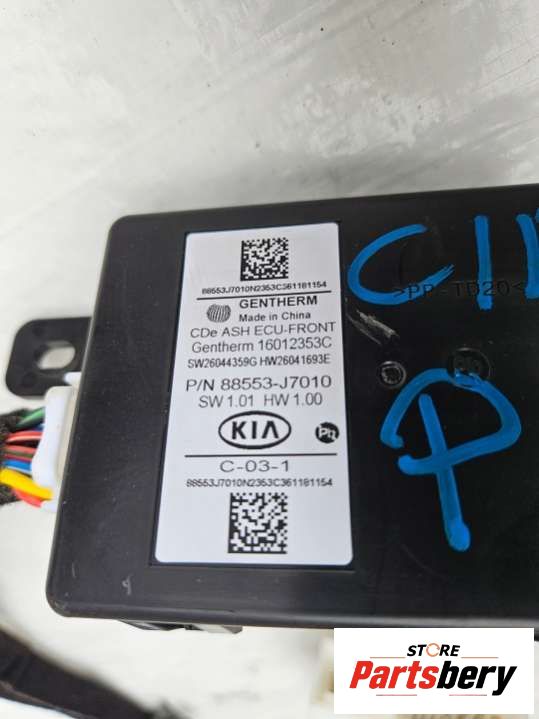 88553J7010N2353C361181154
GENTHERM
Made in China
CDe ASH ECU-FRONT
Gentherm 16012353C
SW26044359G HW26041693E
P/N 88553-J7010
SW 1.01 HW 1.00
KIA
Pb
C-03-1
88553J7010N2353C361181154
>PP-TD20<
P
STORE
Partsbery